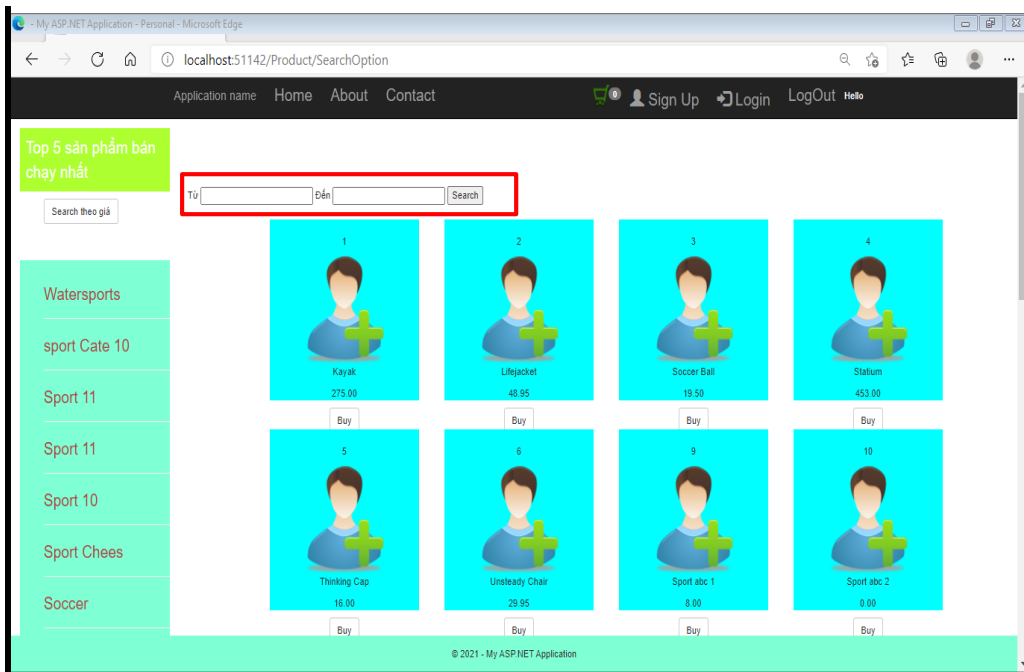 - My ASP.NET Application - Personal - Microsoft Edge
localhost:51142/Product/SearchOption
Application name Home About Contact 0 Sign Up Login LogOut Hello
Top 5 sản phẩm bán
chạy nhất
Search theo giá
Từ Đến Search
Watersports
sport Cate 10
Sport 11
Sport 11
Sport 10
Sport Chees
Soccer
1 2 3 4
Kayak Lifejacket Soccer Ball Statium
275.00 48.95 19.50 453.00
Buy Buy Buy Buy
5 6 9 10
Thinking Cap Unsteady Chair Sport abc 1 Sport abc 2
16.00 29.95 8.00 0.00
Buy Buy Buy Buy
© 2021 - My ASP.NET Application